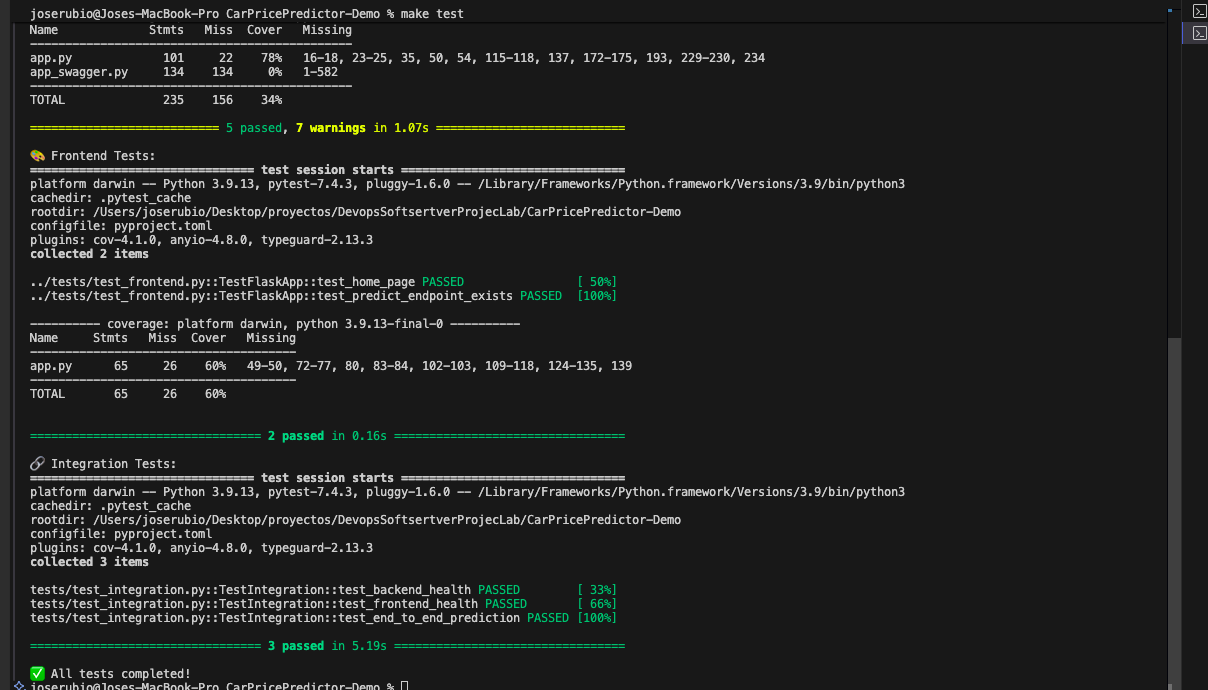 joserubio@Joses-MacBook-Pro CarPricePredictor-Demo % make test
Name             Stmts   Miss  Cover   Missing
--------------------------------------------------
app.py             101     22    78%   16-18, 23-25, 35, 50, 54, 115-118, 137, 172-175, 193, 229-230, 234
app_swagger.py     134    134     0%   1-582
--------------------------------------------------
TOTAL              235    156    34%
=========================== 5 passed, 7 warnings in 1.07s ===========================
🎨 Frontend Tests:
================================ test session starts ================================
platform darwin -- Python 3.9.13, pytest-7.4.3, pluggy-1.6.0 -- /Library/Frameworks/Python.framework/Versions/3.9/bin/python3
cachedir: .pytest_cache
rootdir: /Users/joserubio/Desktop/proyectos/DevopsSoftsertverProjecLab/CarPricePredictor-Demo
configfile: pyproject.toml
plugins: cov-4.1.0, anyio-4.8.0, typeguard-2.13.3
collected 2 items
../tests/test_frontend.py::TestFlaskApp::test_home_page PASSED                [ 50%]
../tests/test_frontend.py::TestFlaskApp::test_predict_endpoint_exists PASSED  [100%]
---------- coverage: platform darwin, python 3.9.13-final-0 ----------
Name     Stmts   Miss  Cover   Missing
--------------------------------------
app.py      65     26    60%   49-50, 72-77, 80, 83-84, 102-103, 109-118, 124-135, 139
--------------------------------------
TOTAL       65     26    60%
================================= 2 passed in 0.16s =================================
🔗 Integration Tests:
================================ test session starts ================================
platform darwin -- Python 3.9.13, pytest-7.4.3, pluggy-1.6.0 -- /Library/Frameworks/Python.framework/Versions/3.9/bin/python3
cachedir: .pytest_cache
rootdir: /Users/joserubio/Desktop/proyectos/DevopsSoftsertverProjecLab/CarPricePredictor-Demo
configfile: pyproject.toml
plugins: cov-4.1.0, anyio-4.8.0, typeguard-2.13.3
collected 3 items
tests/test_integration.py::TestIntegration::test_backend_health PASSED        [ 33%]
tests/test_integration.py::TestIntegration::test_frontend_health PASSED       [ 66%]
tests/test_integration.py::TestIntegration::test_end_to_end_prediction PASSED [100%]
================================= 3 passed in 5.19s =================================
✅ All tests completed!
joserubio@Joses-MacBook-Pro CarPricePredictor-Demo %